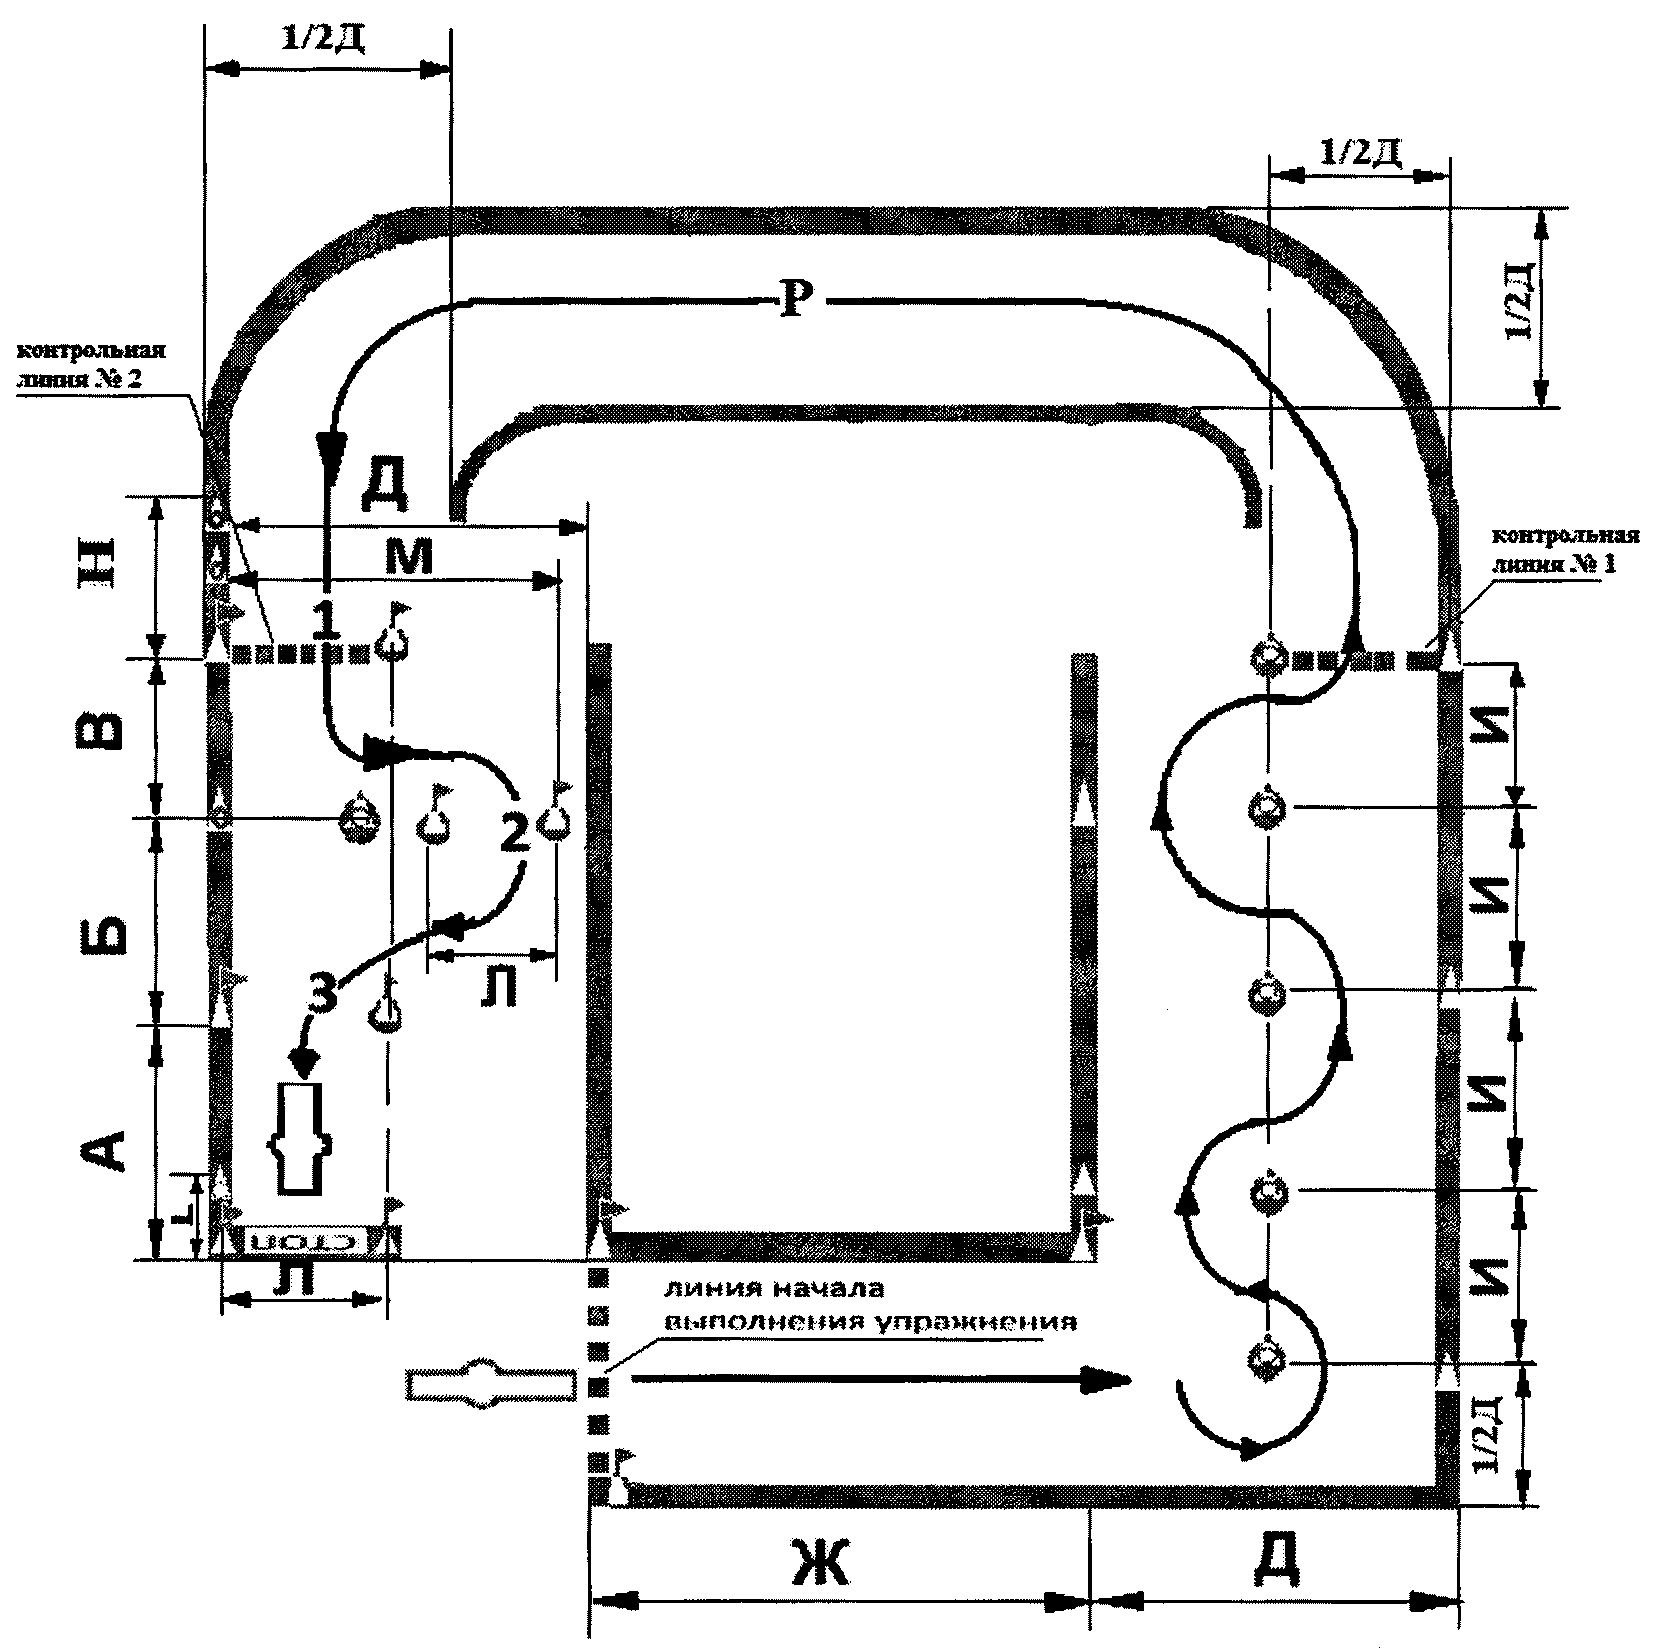 1/2Д
1/2Д
Р
1/2Д
контрольная
линия № 2
Д
М
Н
контрольная
линия № 1
1
И
В
2
И
Б
Л
3
И
А
L
СТОП
Л
И
линия начала
выполнения упражнения
1/2Д
Ж
Д